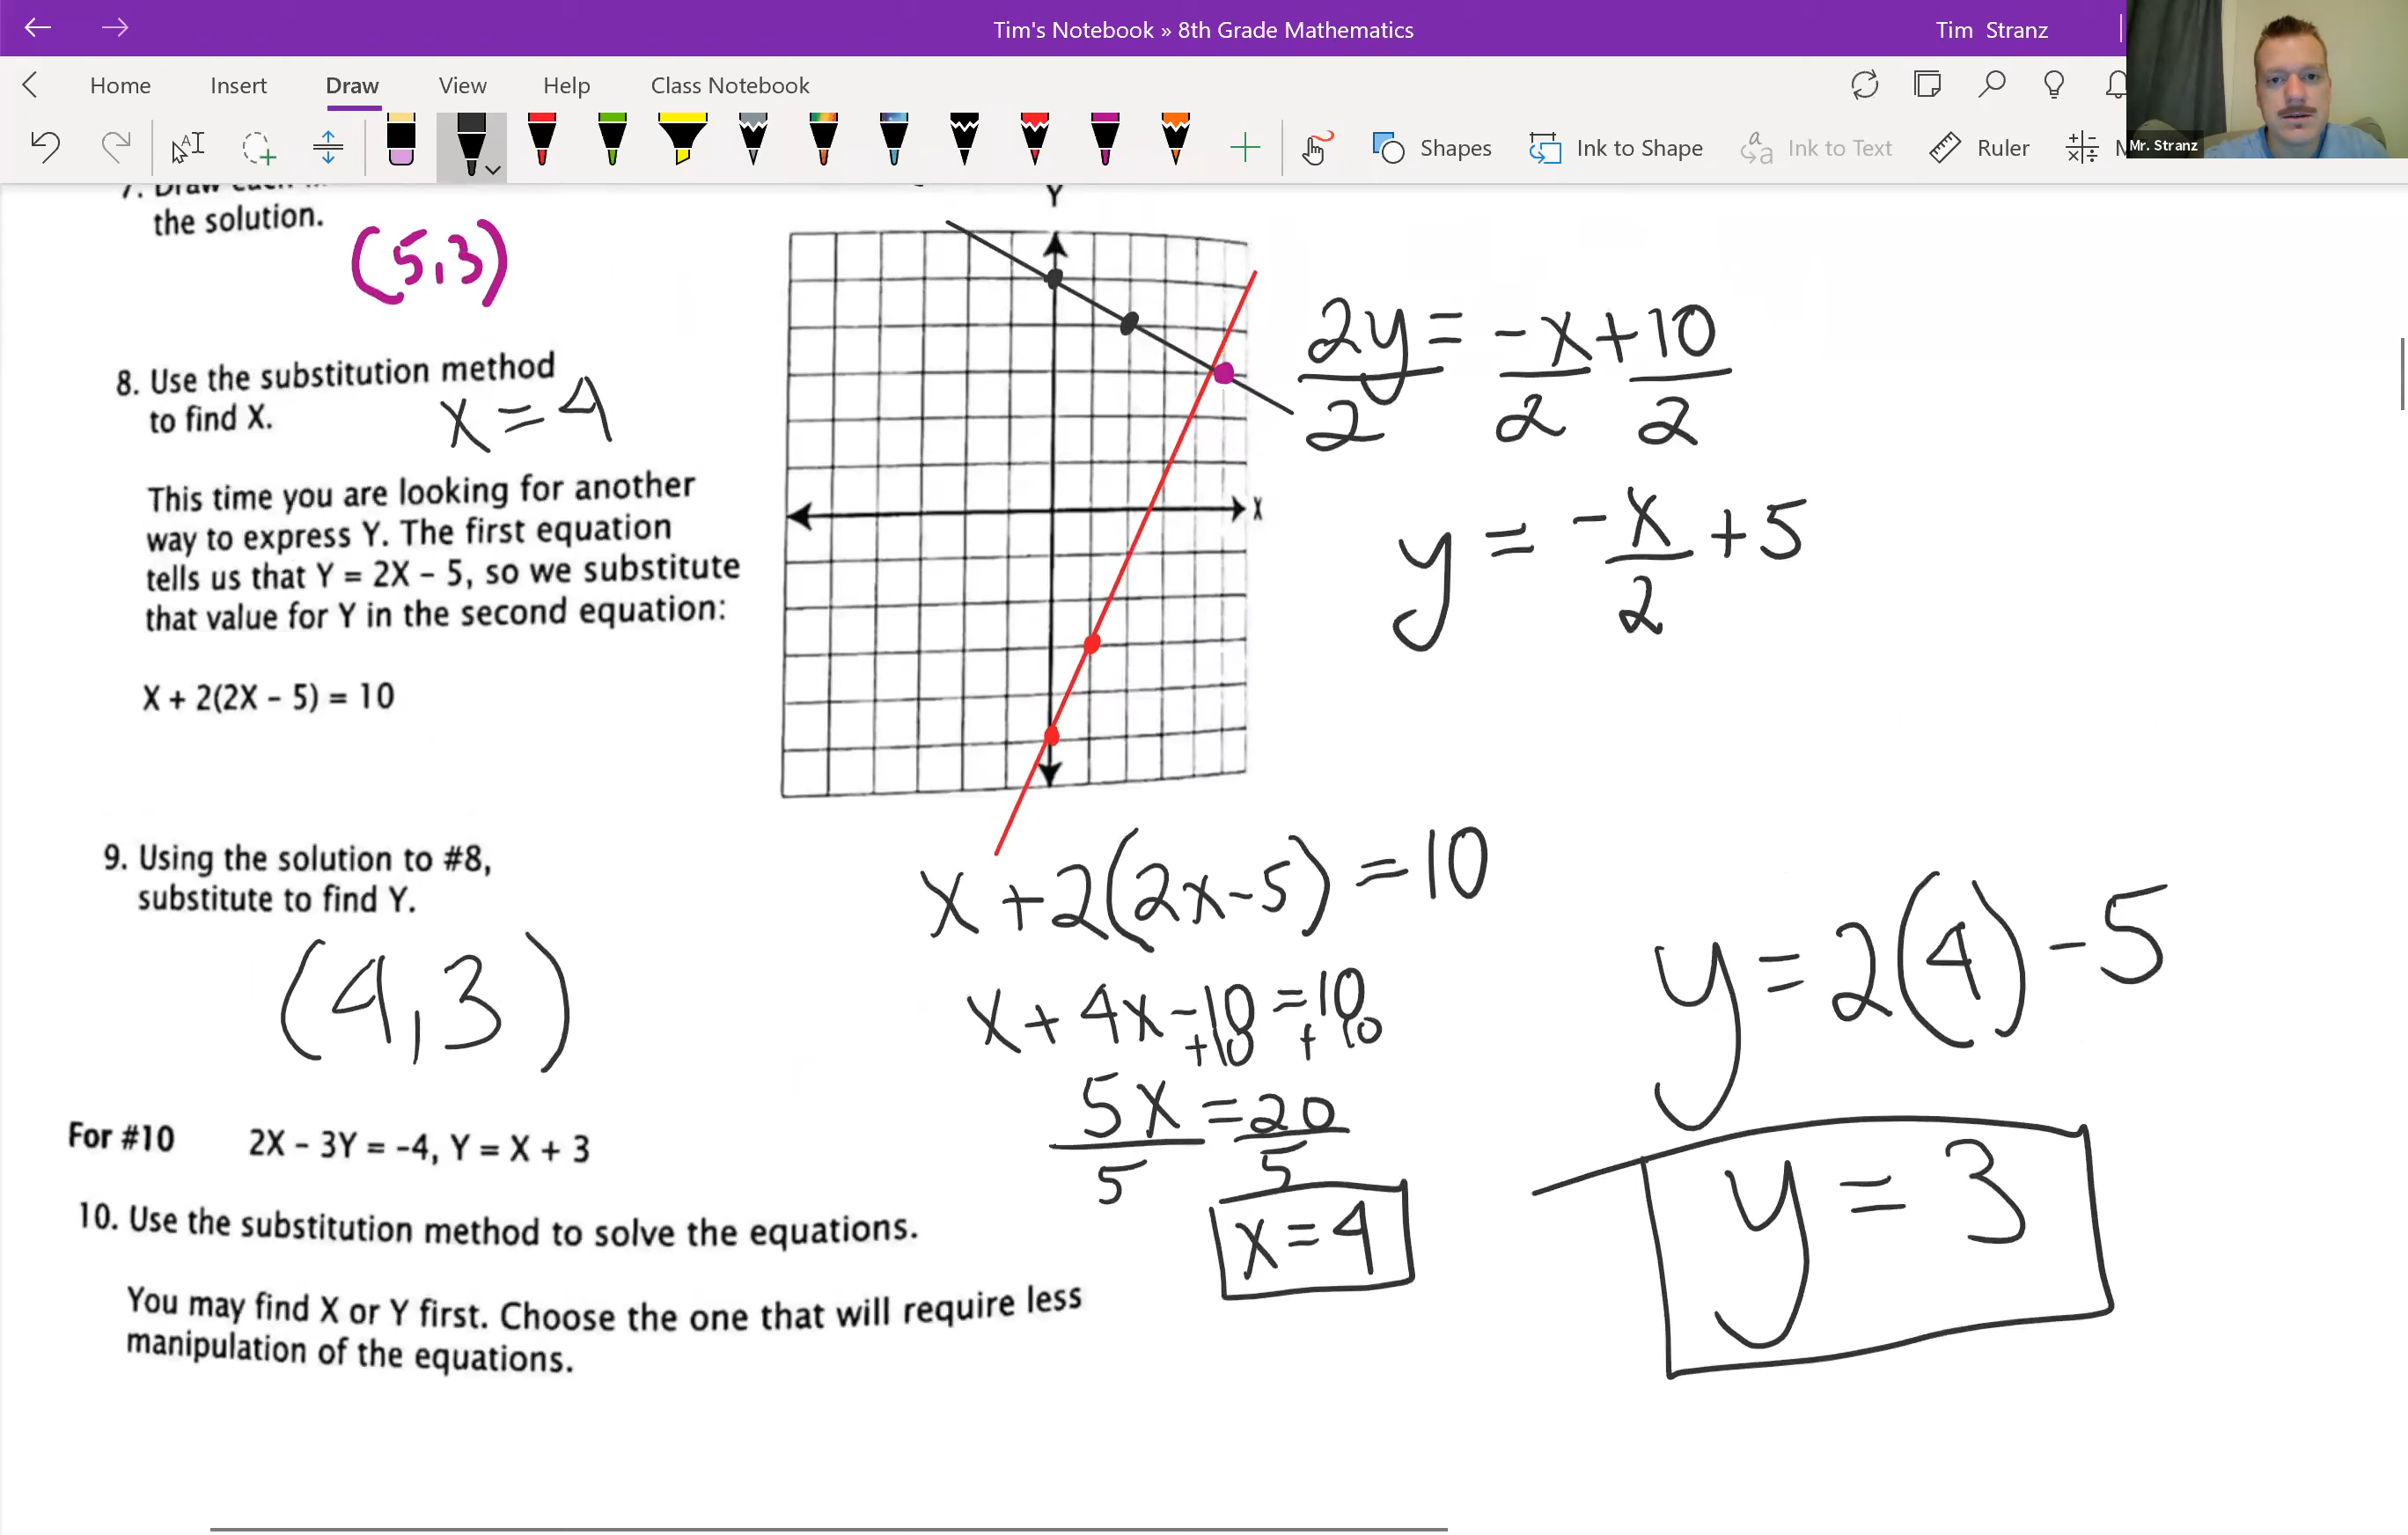 Tim's Notebook » 8th Grade Mathematics
Tim Stranz
Home Insert Draw View Help Class Notebook
Shapes Ink to Shape Ink to Text Ruler
Mr. Stranz
7. Draw each
the solution.
(5,3)
Y
X
2y = -x + 10
2 2 2
y = -x/2 + 5
8. Use the substitution method
to find X.
x = 4
This time you are looking for another
way to express Y. The first equation
tells us that Y = 2X – 5, so we substitute
that value for Y in the second equation:
X + 2(2X – 5) = 10
9. Using the solution to #8,
substitute to find Y.
(4,3)
x + 2(2x-5) = 10
x + 4x - 10 = 10
+10 + 10
5x = 20
5 5
x = 4
y = 2(4) - 5
y = 3
For #10 2X – 3Y = -4, Y = X + 3
10. Use the substitution method to solve the equations.
You may find X or Y first. Choose the one that will require less
manipulation of the equations.